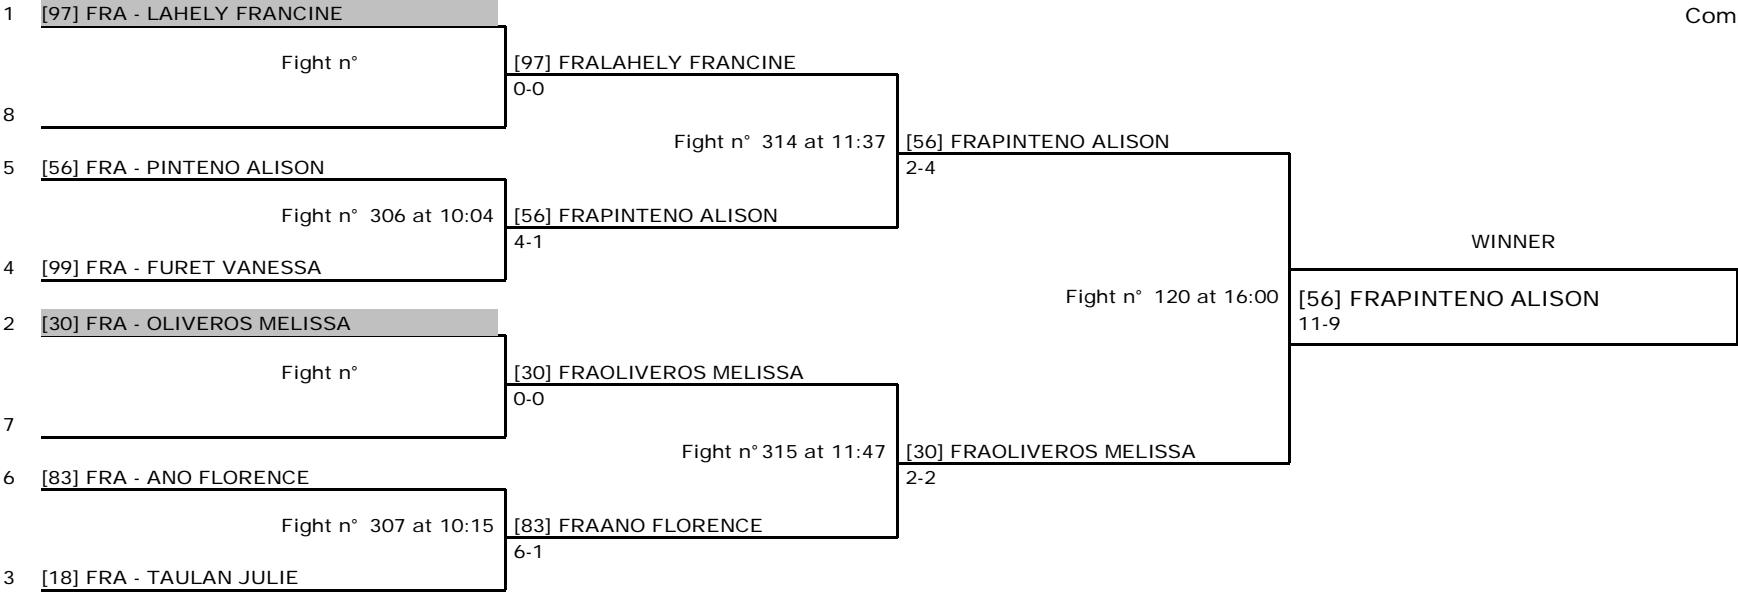 1 [97] FRA - LAHELY FRANCINE
Com
Fight n°
[97] FRALAHELY FRANCINE
0-0
8
Fight n° 314 at 11:37
[56] FRAPINTENO ALISON
2-4
5 [56] FRA - PINTENO ALISON
Fight n° 306 at 10:04
[56] FRAPINTENO ALISON
4-1
4 [99] FRA - FURET VANESSA
WINNER
Fight n° 120 at 16:00
[56] FRAPINTENO ALISON
11-9
2 [30] FRA - OLIVEROS MELISSA
Fight n°
[30] FRAOLIVEROS MELISSA
0-0
7
Fight n° 315 at 11:47
[30] FRAOLIVEROS MELISSA
2-2
6 [83] FRA - ANO FLORENCE
Fight n° 307 at 10:15
[83] FRAANO FLORENCE
6-1
3 [18] FRA - TAULAN JULIE